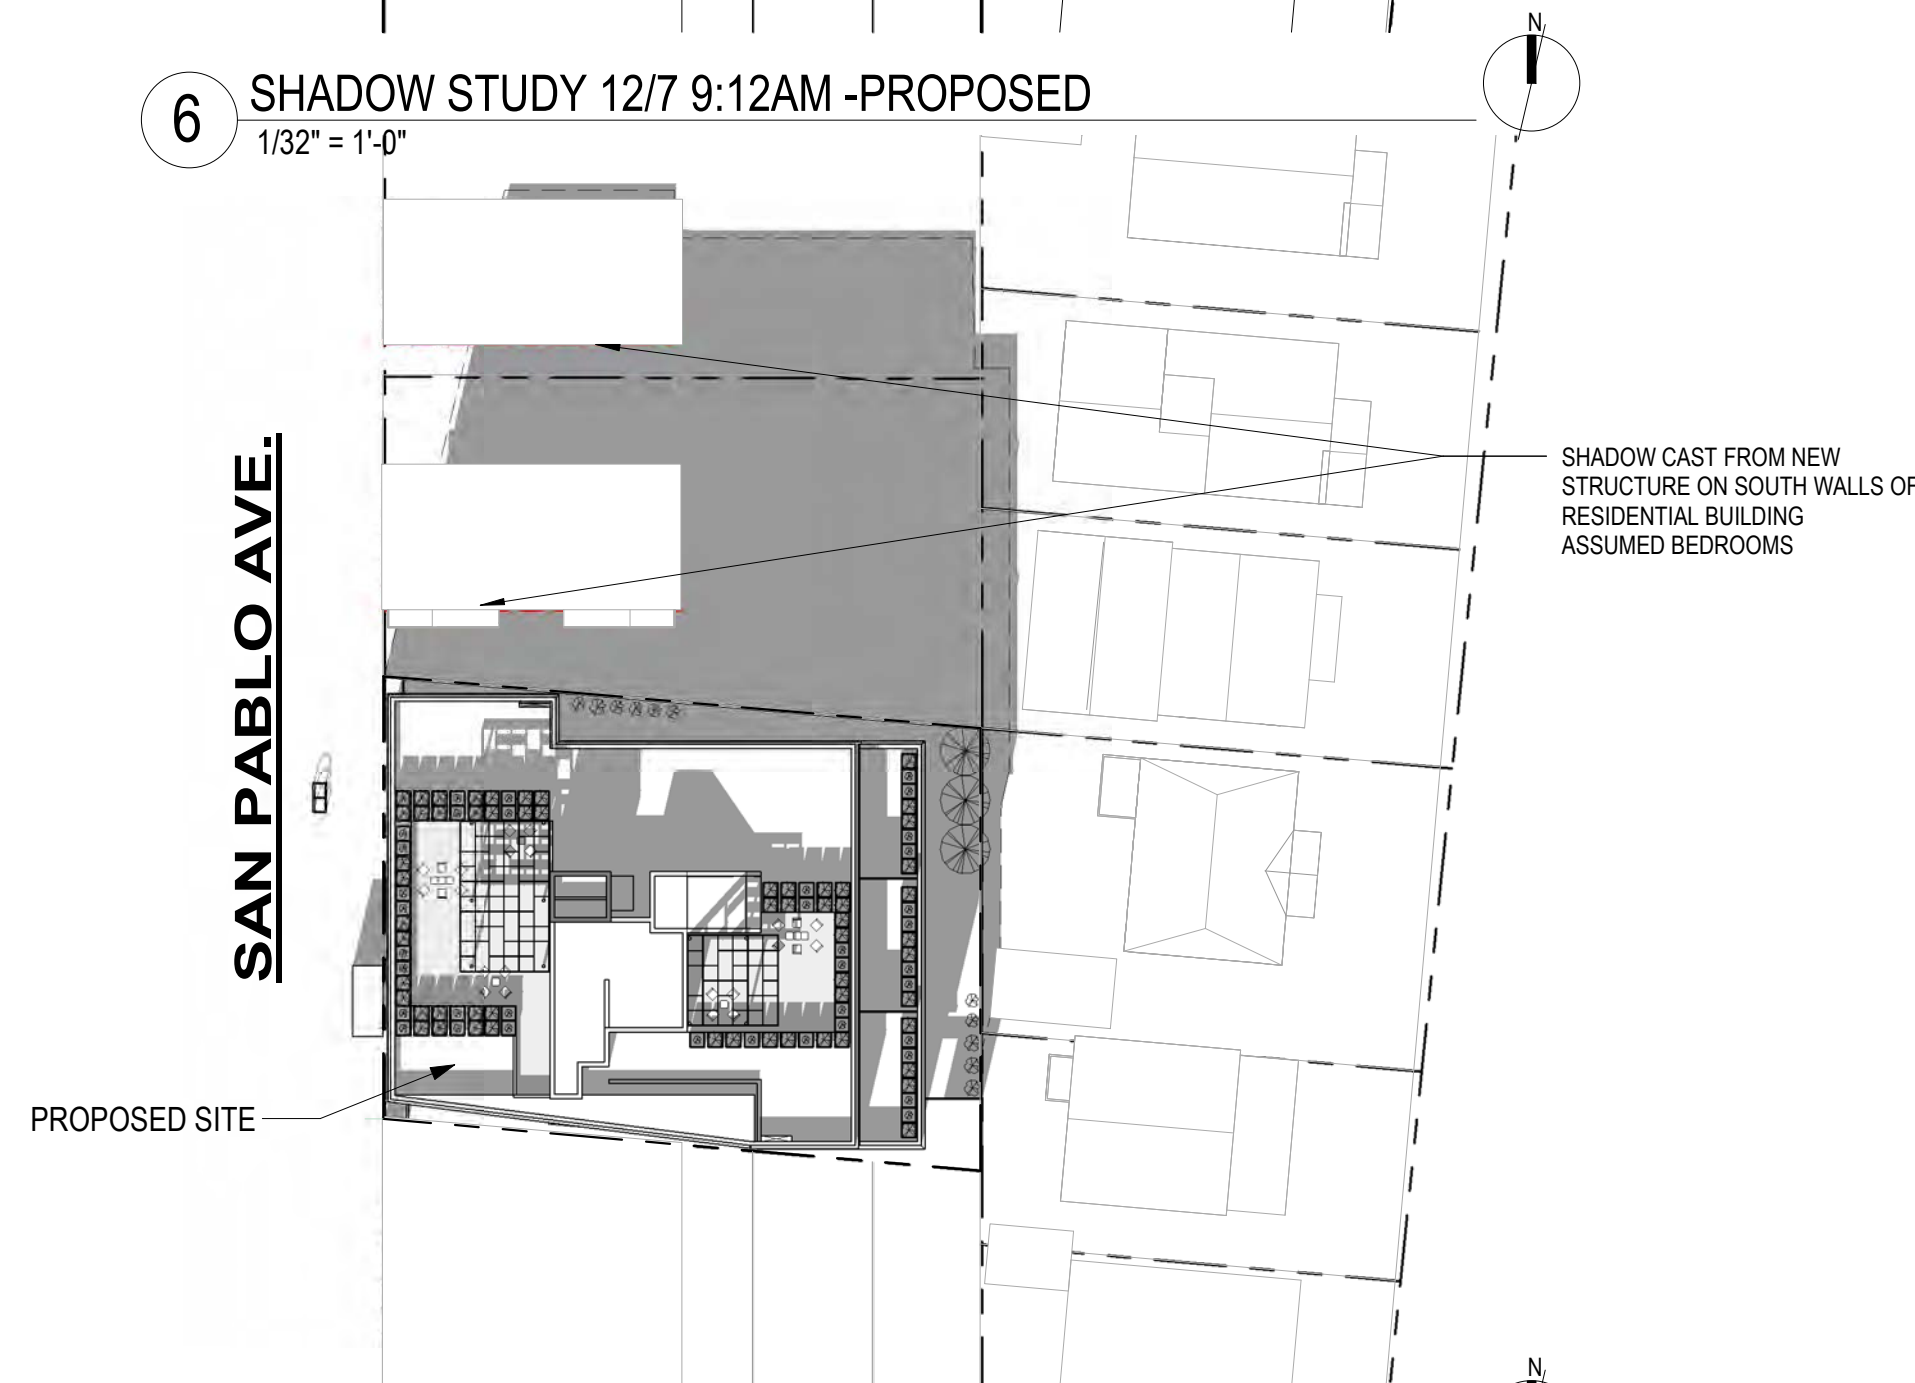 N
6
SHADOW STUDY 12/7 9:12AM -PROPOSED
1/32" = 1'-0"
SAN PABLO AVE.
SHADOW CAST FROM NEW
STRUCTURE ON SOUTH WALLS OF
RESIDENTIAL BUILDING
ASSUMED BEDROOMS
PROPOSED SITE
N